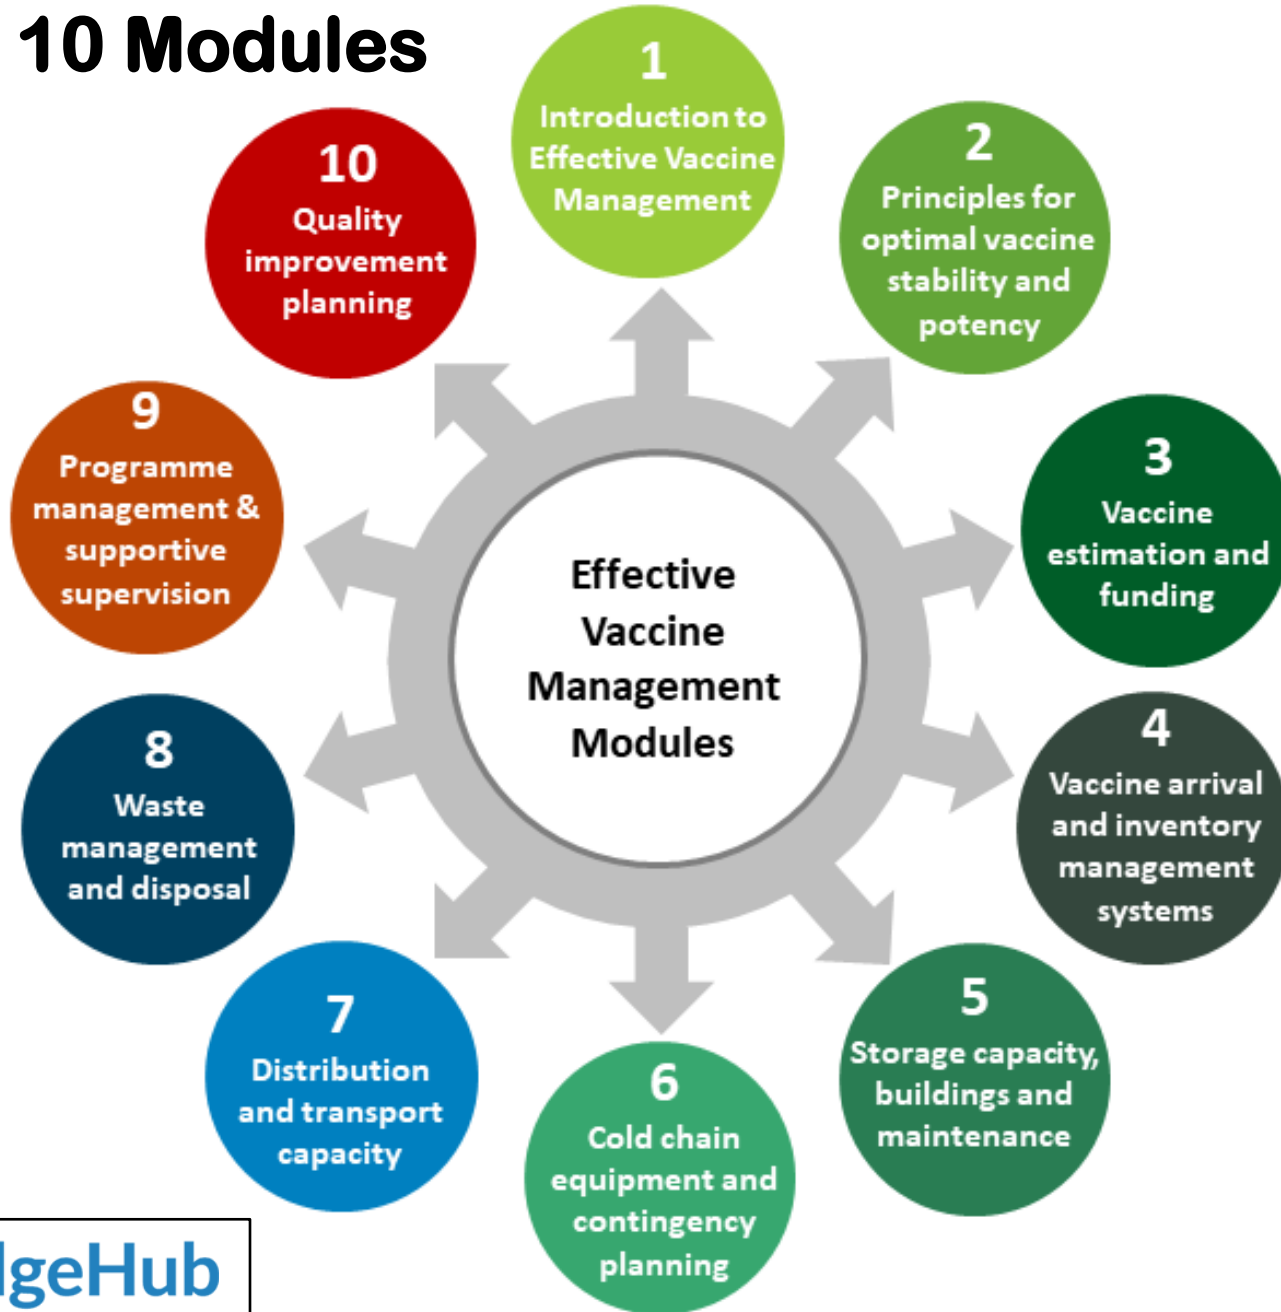 10 Modules
1
Introduction to
Effective Vaccine
Management
2
Principles for
optimal vaccine
stability and
potency
3
Vaccine
estimation and
funding
4
Vaccine arrival
and inventory
management
systems
5
Storage capacity,
buildings and
maintenance
6
Cold chain
equipment and
contingency
planning
7
Distribution
and transport
capacity
8
Waste
management
and disposal
9
Programme
management &
supportive
supervision
10
Quality
improvement
planning
Effective
Vaccine
Management
Modules
dgeHub